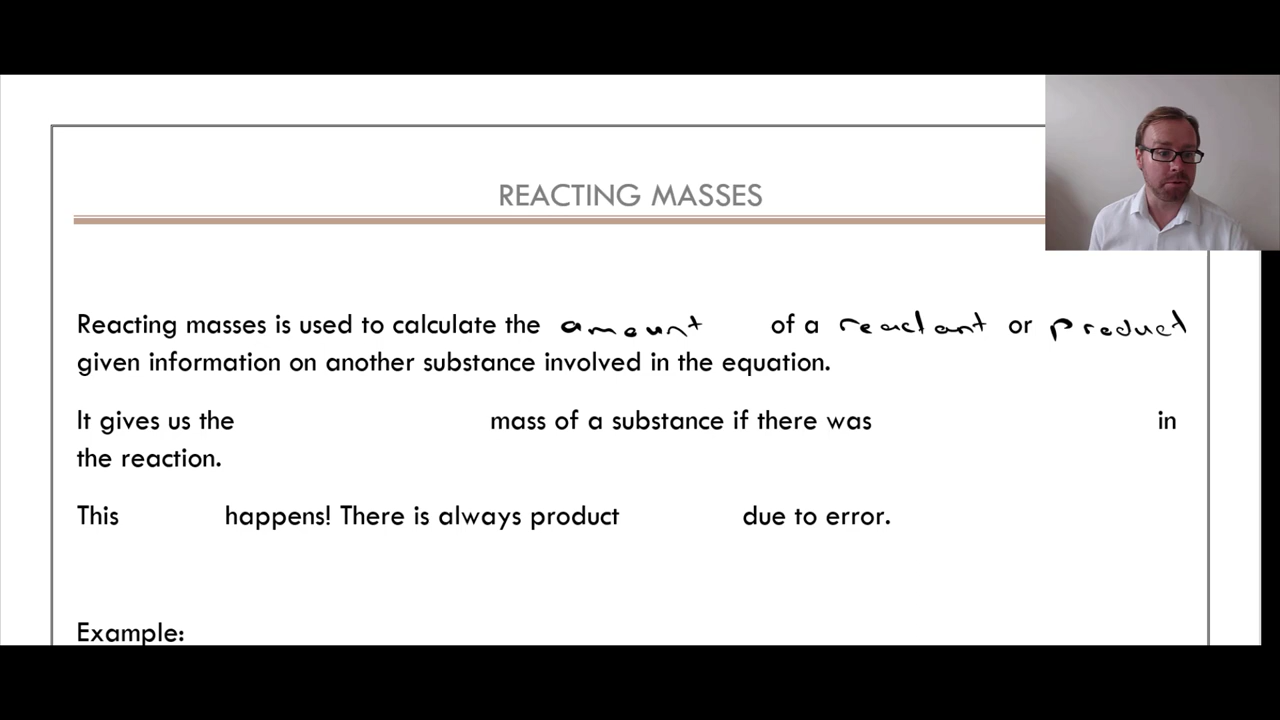 REACTING MASSES
Reacting masses is used to calculate the amount of a reactant or product
given information on another substance involved in the equation.
It gives us the mass of a substance if there was in
the reaction.
This happens! There is always product due to error.
Example: